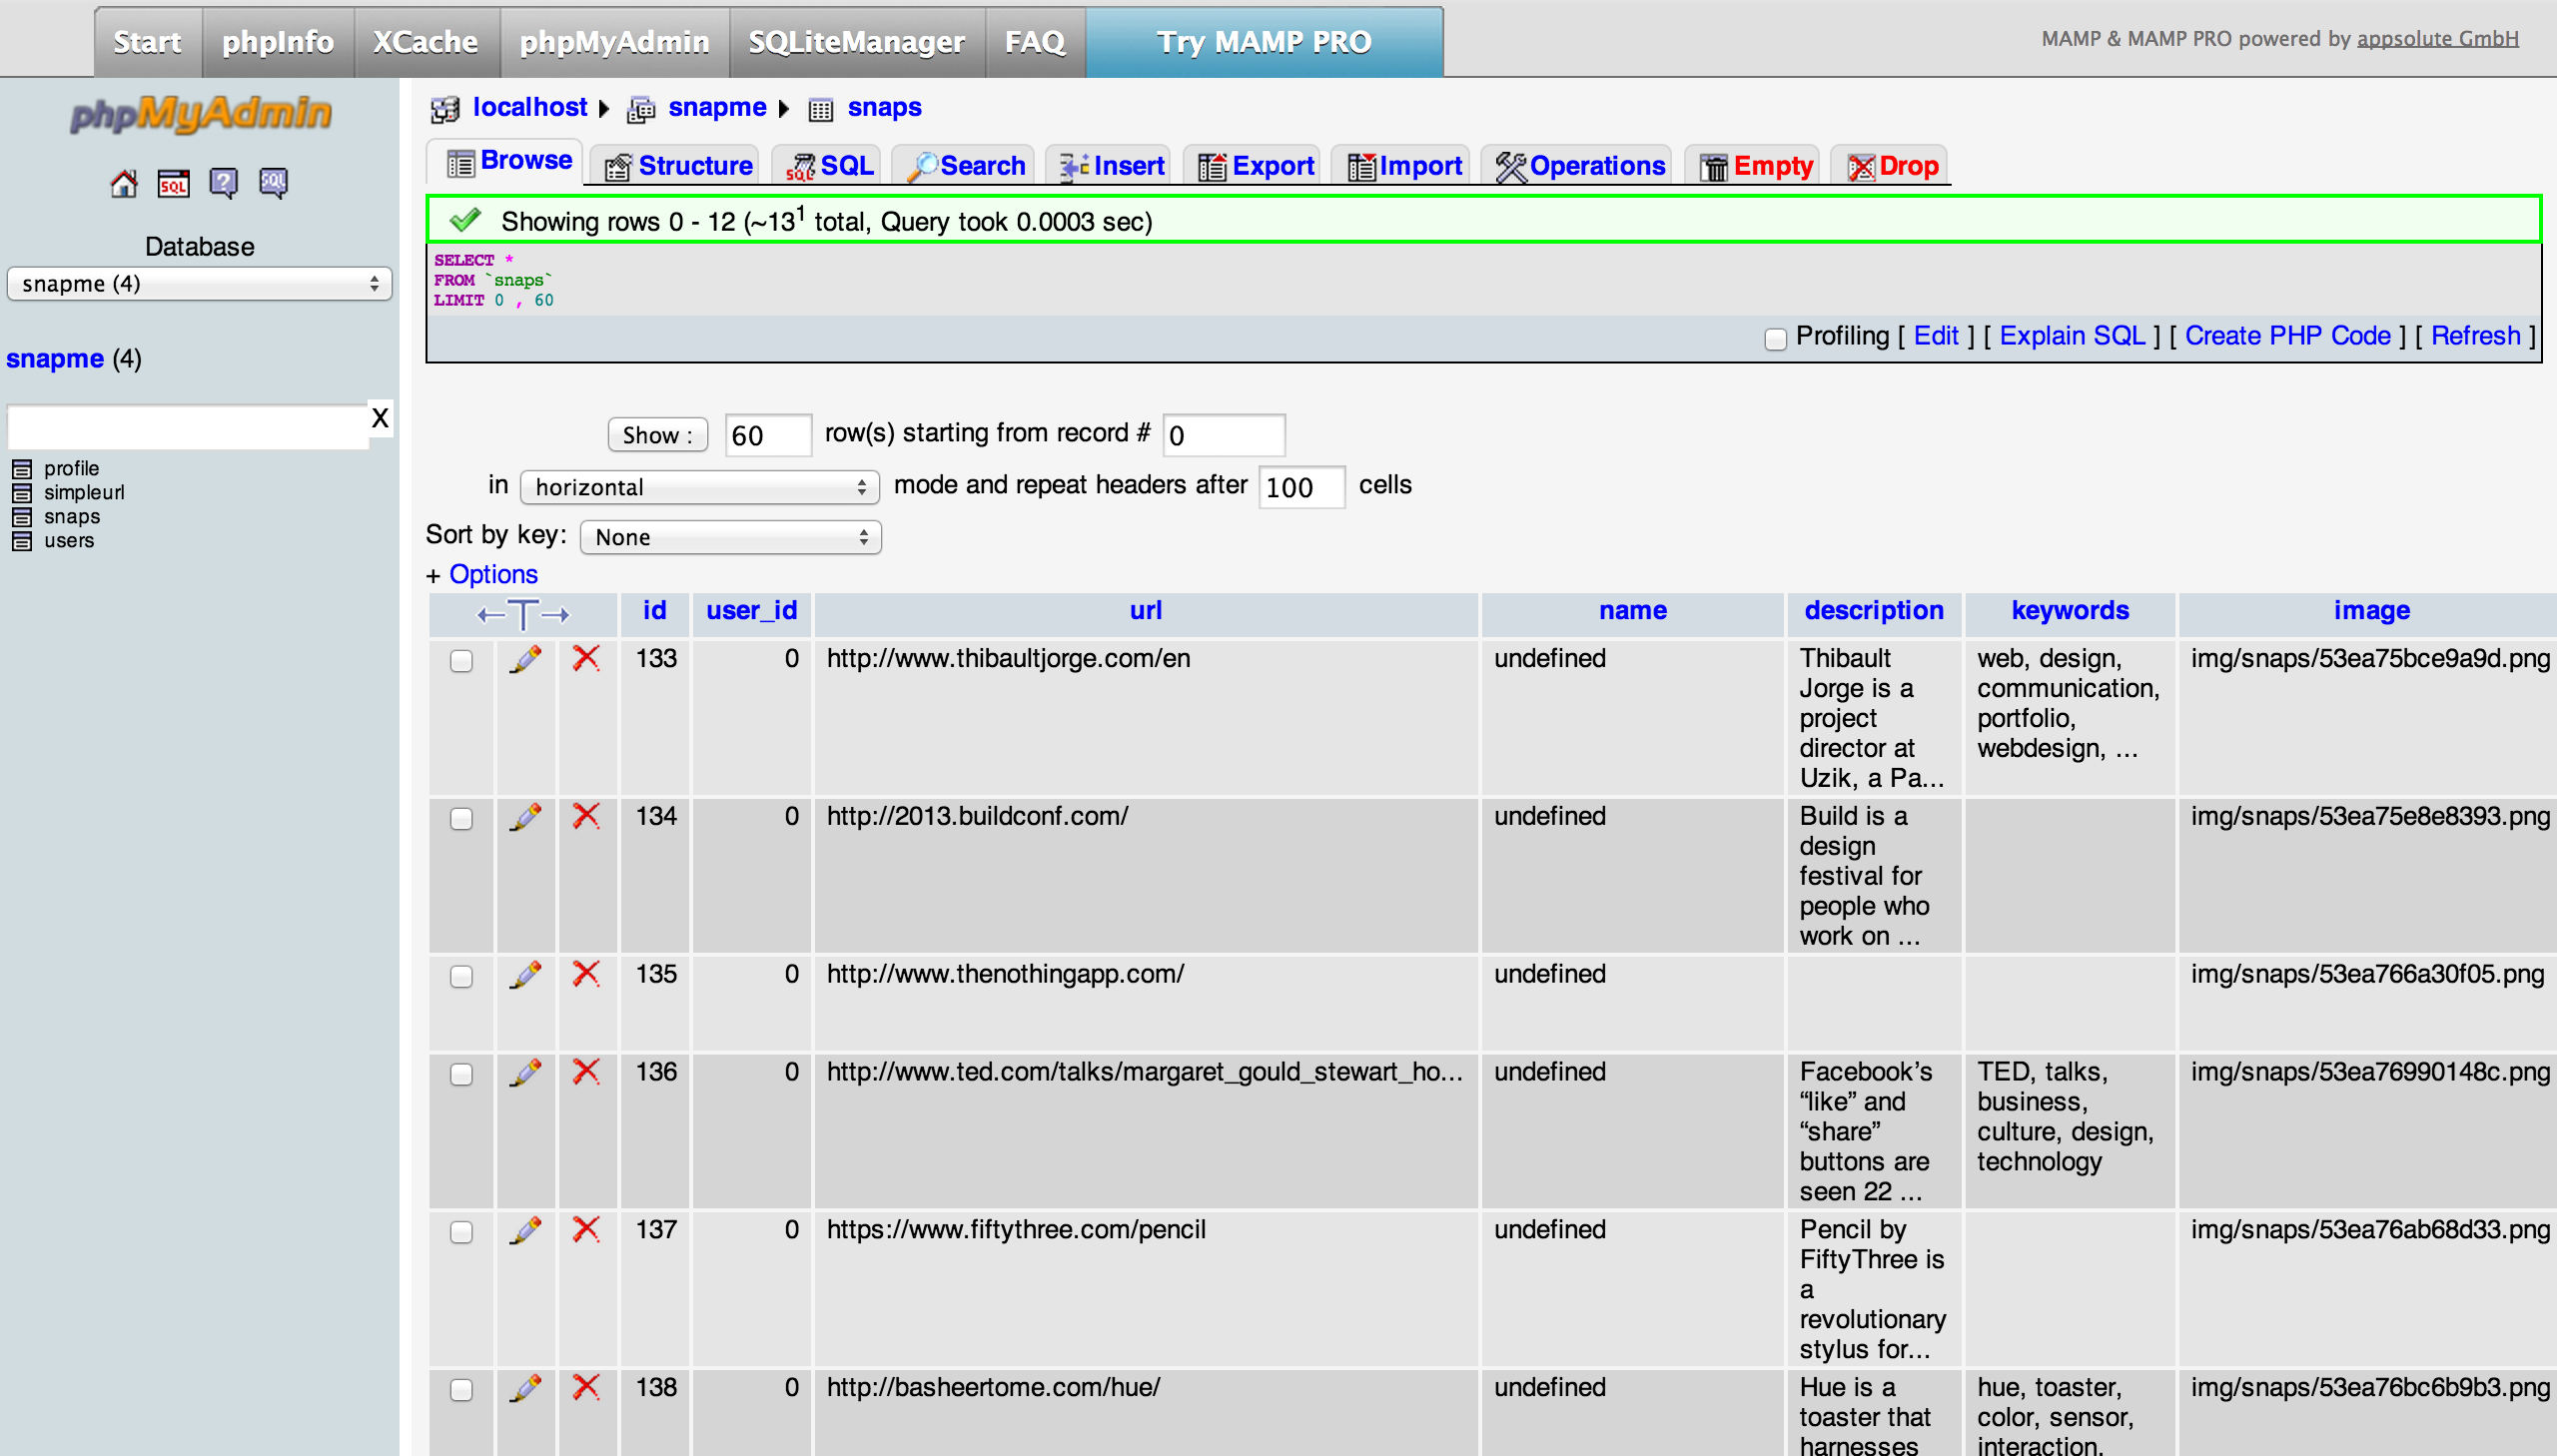 Start phpInfo XCache phpMyAdmin SQLiteManager FAQ Try MAMP PRO MAMP & MAMP PRO powered by appsolute GmbH
phpMyAdmin
SQL ? SQL
Database
snapme (4)
snapme (4)
X
profile
simpleurl
snaps
users
localhost snapme snaps
Browse Structure SQL Search Insert Export Import Operations Empty Drop
Showing rows 0 - 12 (~13¹ total, Query took 0.0003 sec)
SELECT *
FROM `snaps`
LIMIT 0 , 60
Profiling [ Edit ] [ Explain SQL ] [ Create PHP Code ] [ Refresh ]
Show : 60 row(s) starting from record # 0
in horizontal mode and repeat headers after 100 cells
Sort by key: None
+ Options
←T→ id user_id url name description keywords image
133 0 http://www.thibaultjorge.com/en undefined Thibault web, design, img/snaps/53ea75bce9a9d.png
Jorge is a communication,
project portfolio,
director at webdesign, ...
Uzik, a Pa...
134 0 http://2013.buildconf.com/ undefined Build is a img/snaps/53ea75e8e8393.png
design
festival for
people who
work on ...
135 0 http://www.thenothingapp.com/ undefined img/snaps/53ea766a30f05.png
136 0 http://www.ted.com/talks/margaret_gould_stewart_ho... undefined Facebook’s TED, talks, img/snaps/53ea76990148c.png
“like” and business,
“share” culture, design,
buttons are technology
seen 22 ...
137 0 https://www.fiftythree.com/pencil undefined Pencil by img/snaps/53ea76ab68d33.png
FiftyThree is
a
revolutionary
stylus for...
138 0 http://basheertome.com/hue/ undefined Hue is a hue, toaster, img/snaps/53ea76bc6b9b3.png
toaster that color, sensor,
harnesses interaction,